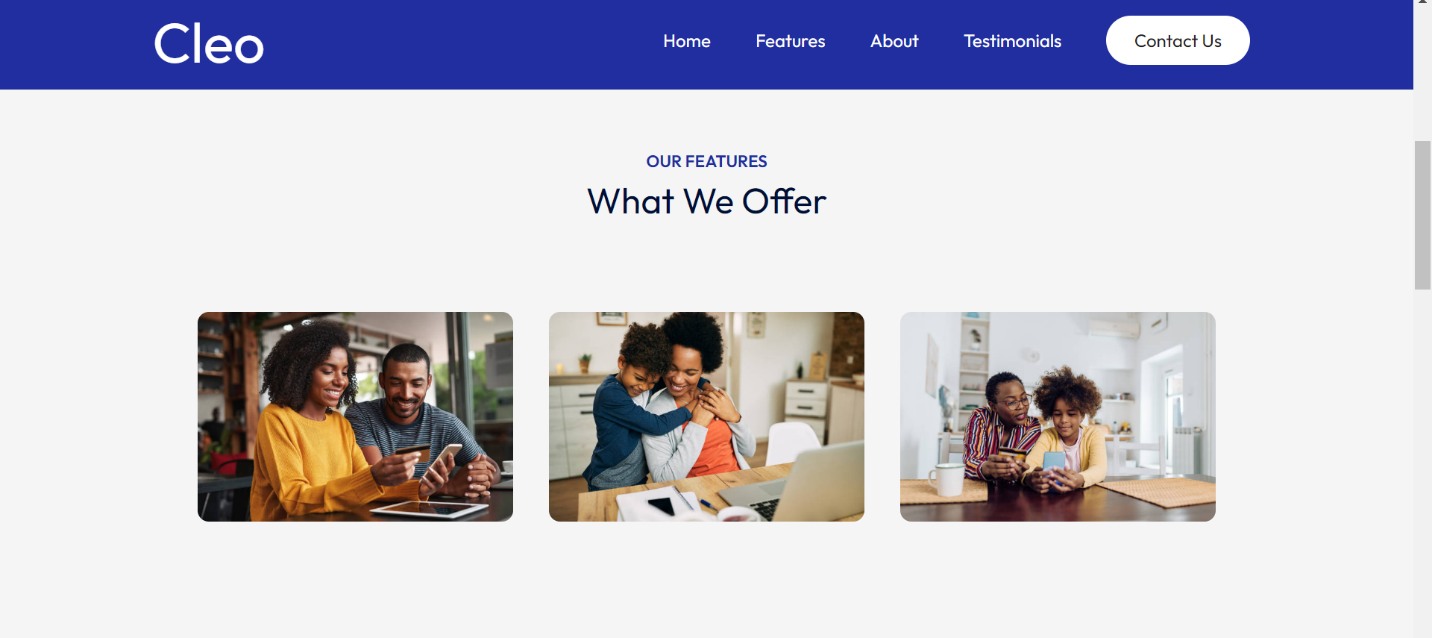 Cleo
Home Features About Testimonials Contact Us
OUR FEATURES
What We Offer